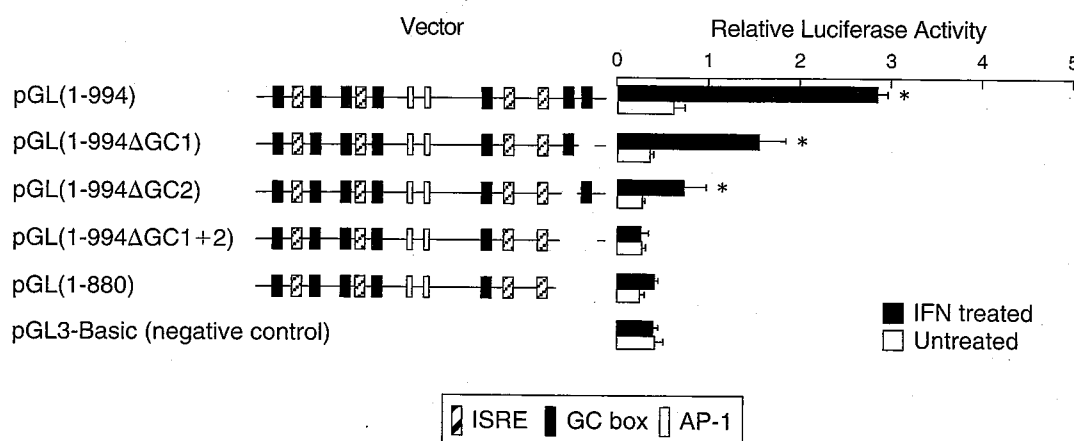 Vector
Relative Luciferase Activity
0 1 2 3 4 5
pGL(1-994)
*
pGL(1-994ΔGC1)
*
pGL(1-994ΔGC2)
*
pGL(1-994ΔGC1+2)
pGL(1-880)
pGL3-Basic (negative control)
IFN treated
Untreated
ISRE GC box AP-1